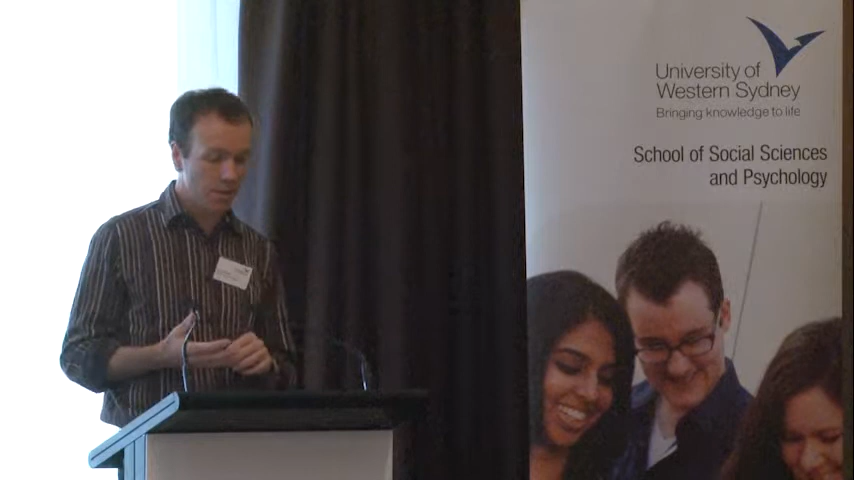 University of
Western Sydney
Bringing knowledge to life
School of Social Sciences
and Psychology